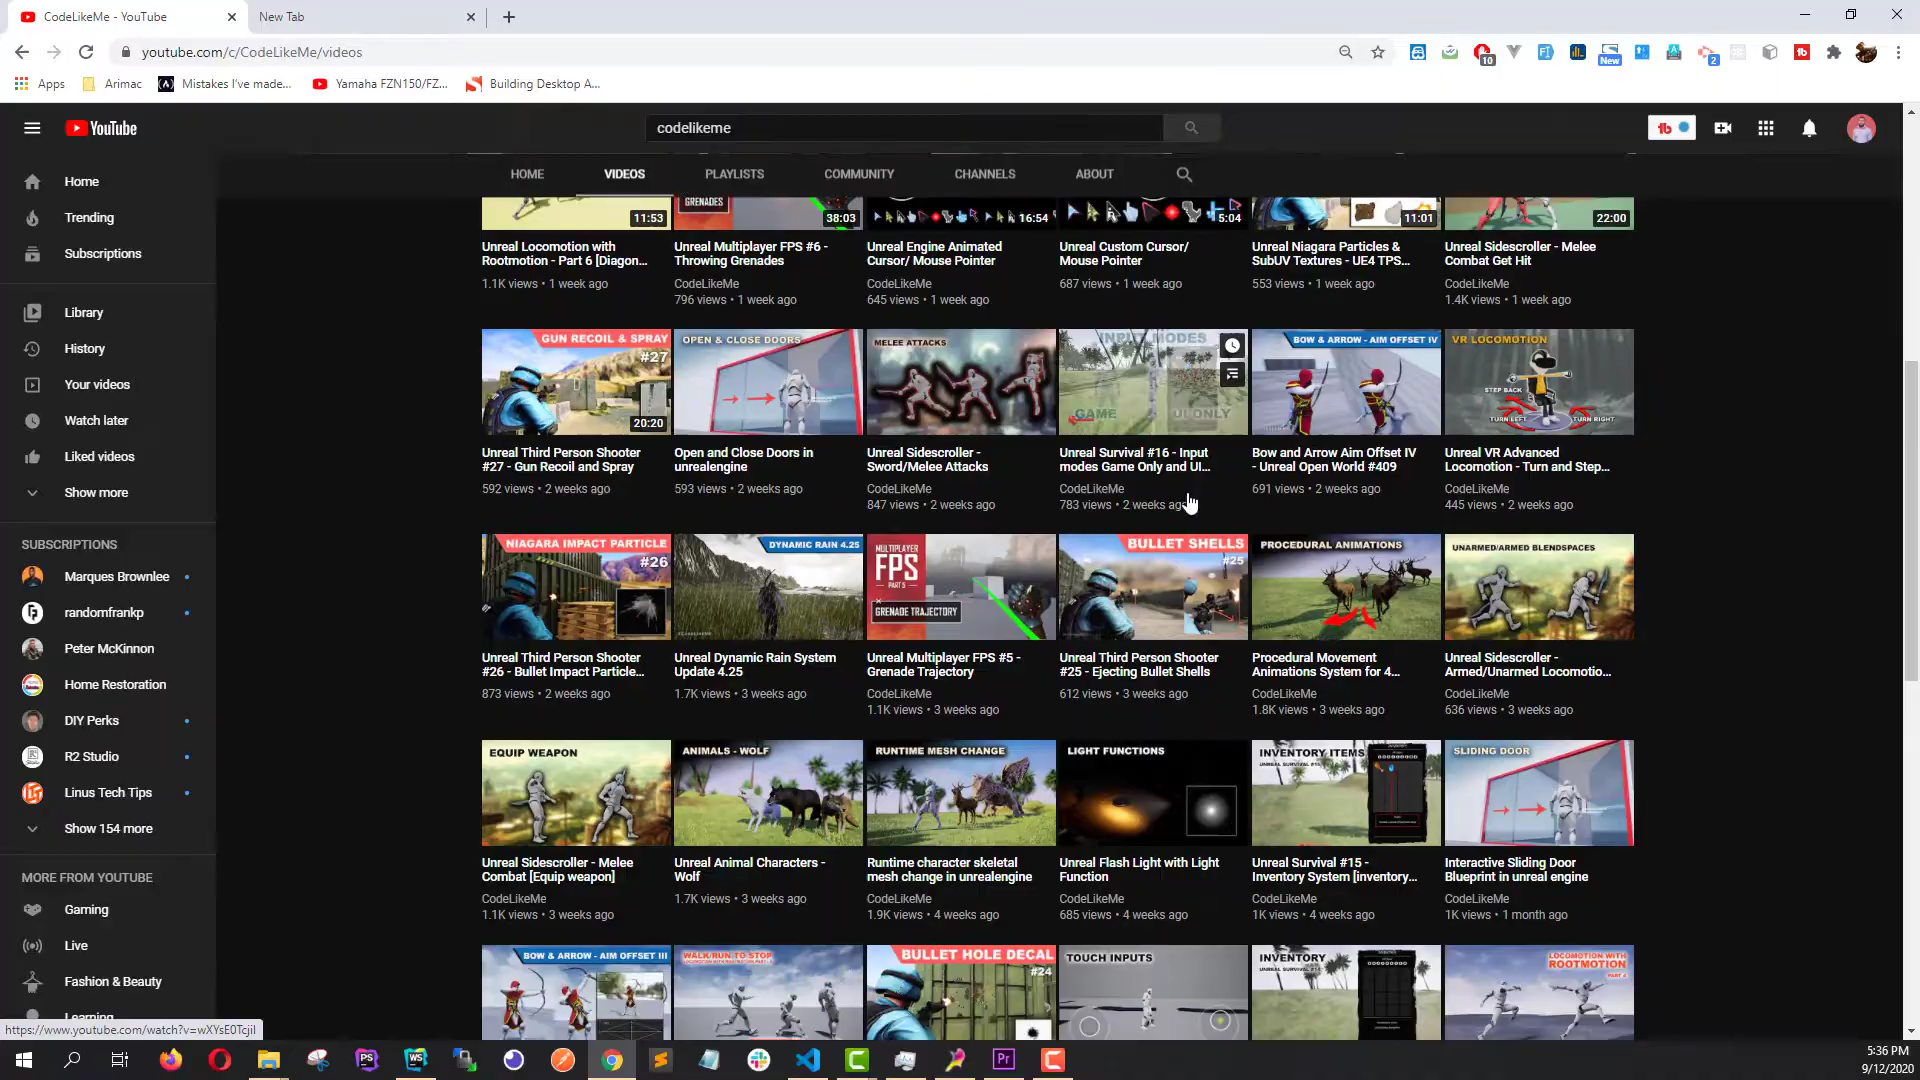 CodeLikeMe - YouTube
New Tab
youtube.com/c/CodeLikeMe/videos
10
New
2
Apps
Arimac
Mistakes I've made...
Yamaha FZN150/FZ...
Building Desktop A...
YouTube
codelikeme
HOME
VIDEOS
PLAYLISTS
COMMUNITY
CHANNELS
ABOUT
Home
Trending
Subscriptions
Library
History
Your videos
Watch later
Liked videos
Show more
SUBSCRIPTIONS
Marques Brownlee
randomfrankp
Peter McKinnon
Home Restoration
DIY Perks
R2 Studio
Linus Tech Tips
Show 154 more
MORE FROM YOUTUBE
Gaming
Live
Fashion & Beauty
Learning
11:53
GRENADES
38:03
16:54
5:04
11:01
22:00
Unreal Locomotion with
Rootmotion - Part 6 [Diagon...
1.1K views • 1 week ago
Unreal Multiplayer FPS #6 -
Throwing Grenades
CodeLikeMe
796 views • 1 week ago
Unreal Engine Animated
Cursor/ Mouse Pointer
CodeLikeMe
645 views • 1 week ago
Unreal Custom Cursor/
Mouse Pointer
687 views • 1 week ago
Unreal Niagara Particles &
SubUV Textures - UE4 TPS...
553 views • 1 week ago
Unreal Sidescroller - Melee
Combat Get Hit
CodeLikeMe
1.4K views • 1 week ago
GUN RECOIL & SPRAY
#27
20:20
Unreal Third Person Shooter
#27 - Gun Recoil and Spray
592 views • 2 weeks ago
OPEN & CLOSE DOORS
Open and Close Doors in
unrealengine
593 views • 2 weeks ago
MELEE ATTACKS
Unreal Sidescroller -
Sword/Melee Attacks
CodeLikeMe
847 views • 2 weeks ago
INPUT MODES
GAME
UI ONLY
Unreal Survival #16 - Input
modes Game Only and UI...
CodeLikeMe
783 views • 2 weeks ago
BOW & ARROW - AIM OFFSET IV
Bow and Arrow Aim Offset IV
- Unreal Open World #409
691 views • 2 weeks ago
VR LOCOMOTION
STEP BACK
TURN LEFT
TURN RIGHT
Unreal VR Advanced
Locomotion - Turn and Step...
CodeLikeMe
445 views • 2 weeks ago
NIAGARA IMPACT PARTICLE
#26
Unreal Third Person Shooter
#26 - Bullet Impact Particle...
873 views • 2 weeks ago
DYNAMIC RAIN 4.25
Unreal Dynamic Rain System
Update 4.25
1.7K views • 3 weeks ago
MULTIPLAYER
FPS
PART 5
GRENADE TRAJECTORY
Unreal Multiplayer FPS #5 -
Grenade Trajectory
CodeLikeMe
1.1K views • 3 weeks ago
BULLET SHELLS
#25
Unreal Third Person Shooter
#25 - Ejecting Bullet Shells
612 views • 3 weeks ago
PROCEDURAL ANIMATIONS
Procedural Movement
Animations System for 4...
CodeLikeMe
1.8K views • 3 weeks ago
UNARMED/ARMED BLENDSPACES
Unreal Sidescroller -
Armed/Unarmed Locomotio...
CodeLikeMe
636 views • 3 weeks ago
EQUIP WEAPON
Unreal Sidescroller - Melee
Combat [Equip weapon]
CodeLikeMe
1.1K views • 3 weeks ago
ANIMALS - WOLF
Unreal Animal Characters -
Wolf
1.7K views • 3 weeks ago
RUNTIME MESH CHANGE
Runtime character skeletal
mesh change in unrealengine
CodeLikeMe
1.9K views • 4 weeks ago
LIGHT FUNCTIONS
Unreal Flash Light with Light
Function
CodeLikeMe
685 views • 4 weeks ago
INVENTORY ITEMS
Unreal Survival #15 -
Inventory System [inventory...
CodeLikeMe
1K views • 4 weeks ago
SLIDING DOOR
Interactive Sliding Door
Blueprint in unreal engine
CodeLikeMe
1K views • 1 month ago
BOW & ARROW - AIM OFFSET III
WALK/RUN TO STOP
BULLET HOLE DECAL
#24
TOUCH INPUTS
INVENTORY
LOCOMOTION WITH
ROOTMOTION
https://www.youtube.com/watch?v=wXYsE0TcjiI
5:36 PM
9/12/2020